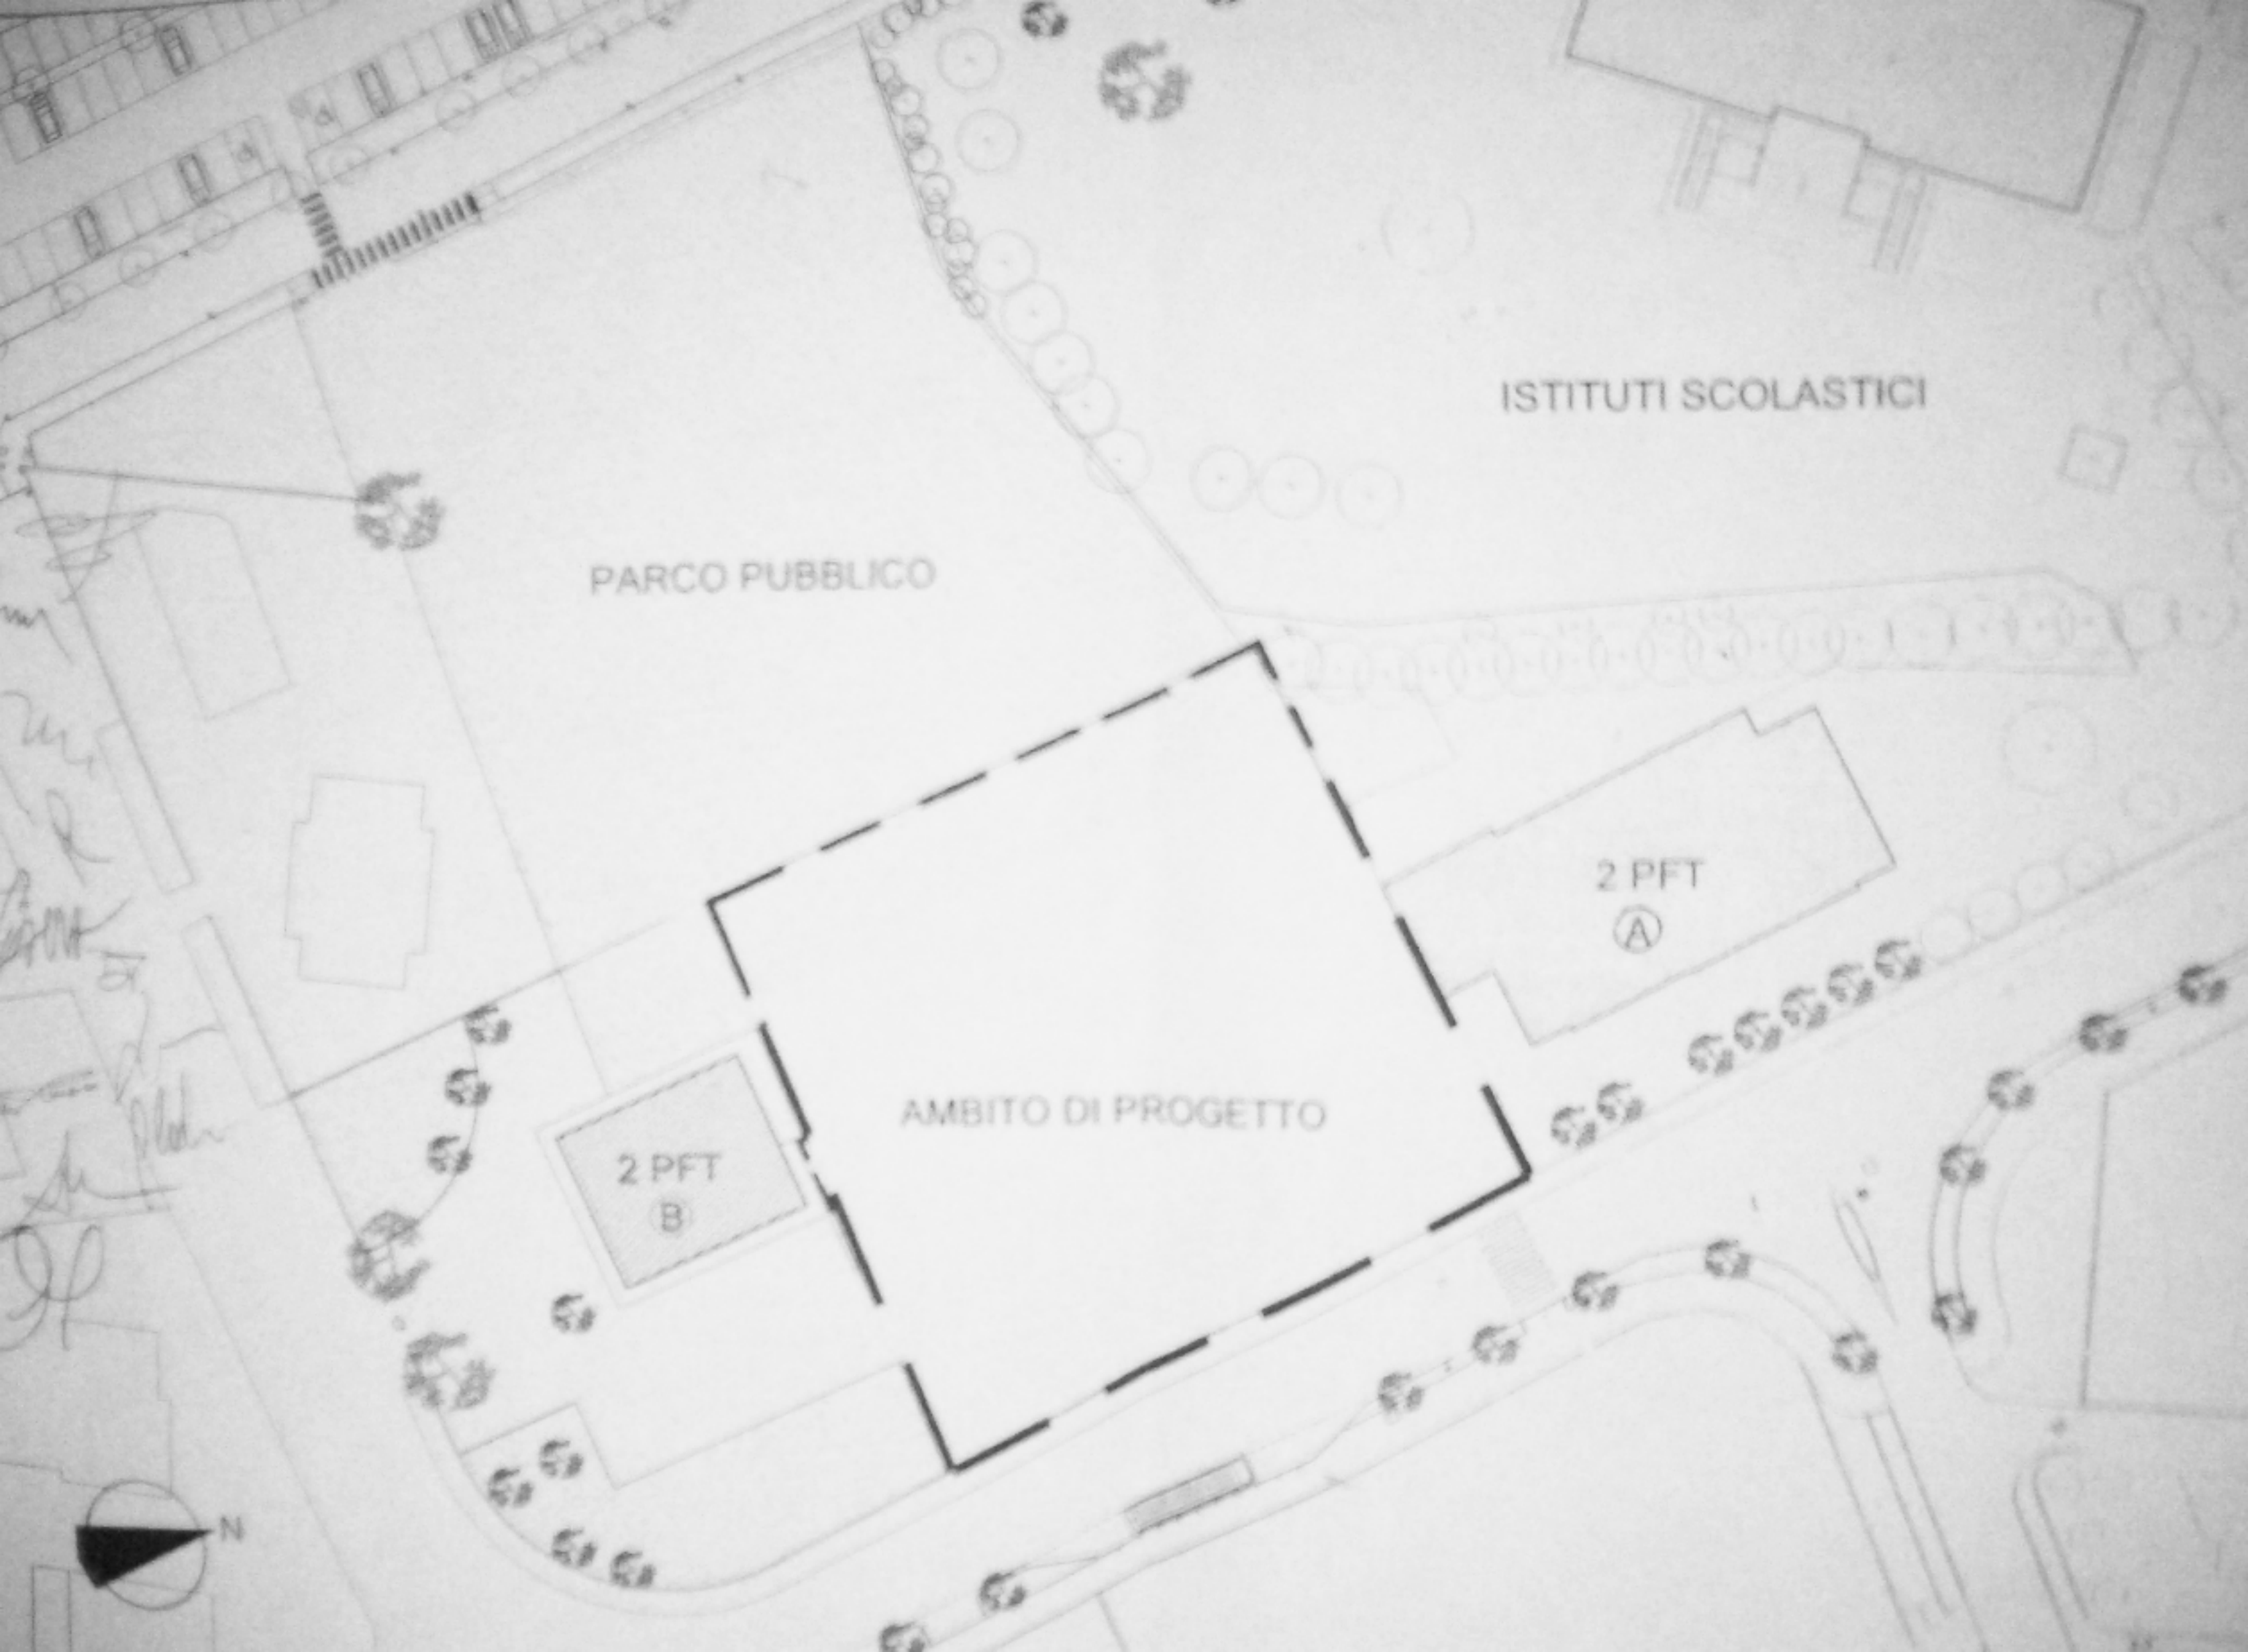 ISTITUTI SCOLASTICI
PARCO PUBBLICO
2 PFT
A
AMBITO DI PROGETTO
2 PFT
B
N